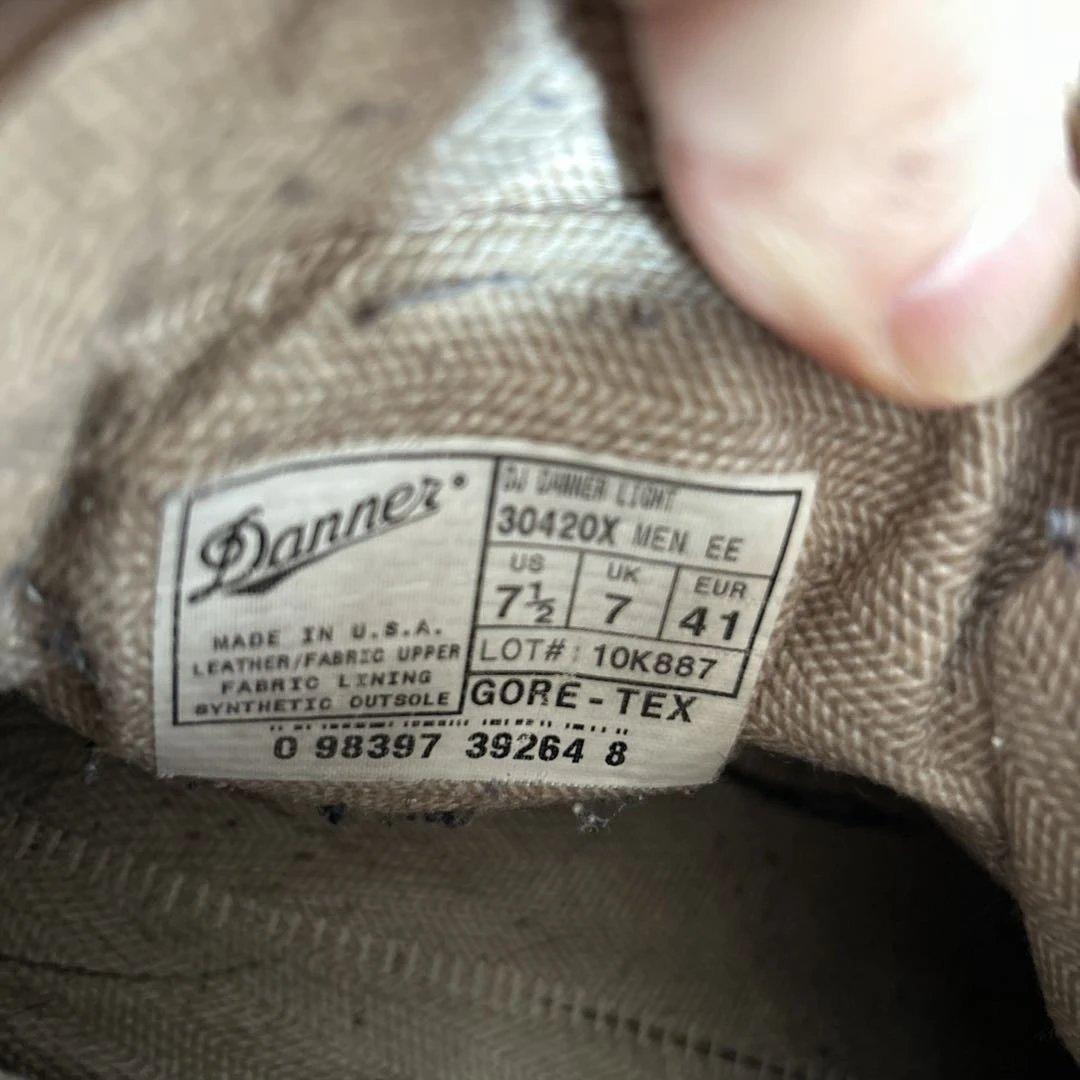 Danner®
MADE IN U.S.A.
LEATHER/FABRIC UPPER
FABRIC LINING
SYNTHETIC OUTSOLE
DJ DANNER LIGHT
30420X MEN EE
US UK EUR
7½ 7 41
LOT#: 10K887
GORE-TEX
0 98397 39264 8